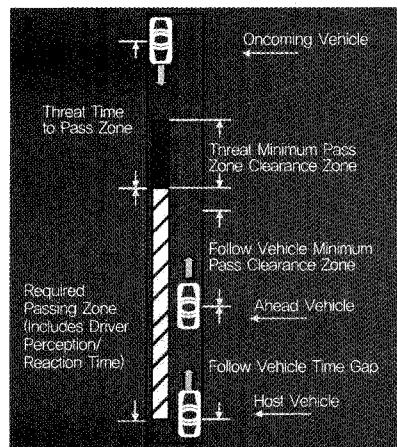 Oncoming Vehicle
Threat Time
to Pass Zone
Threat Minimum Pass
Zone Clearance Zone
Follow Vehicle Minimum
Pass Clearance Zone
Required
Passing Zone
(Includes Driver
Perception/
Reaction Time)
Ahead Vehicle
Follow Vehicle Time Gap
Host Vehicle